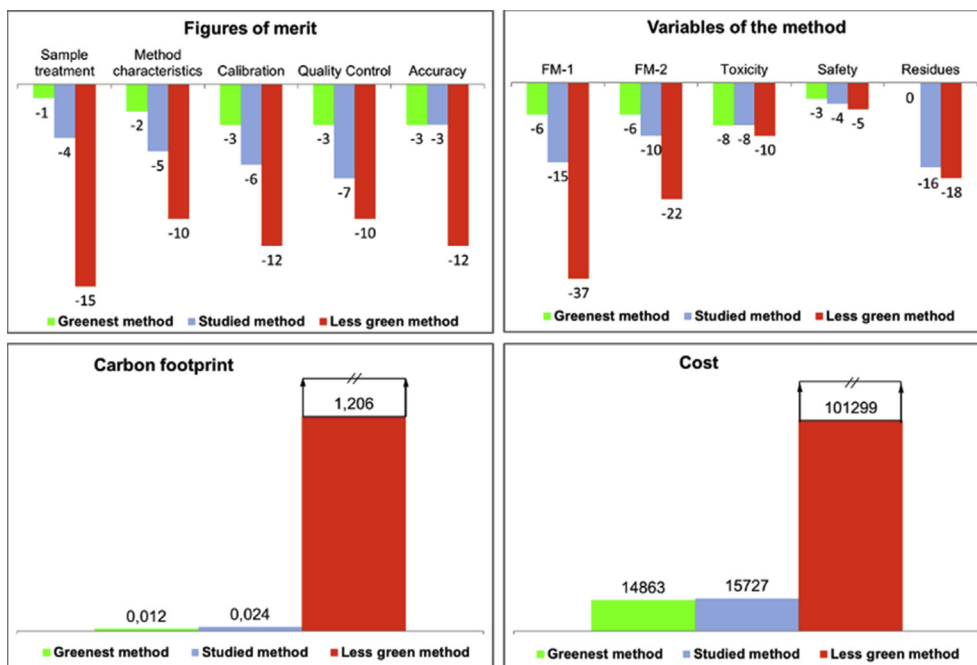 Figures of merit
Sample treatment
Method characteristics
Calibration
Quality Control
Accuracy
-1
-4
-15
-2
-5
-10
-3
-6
-12
-3
-7
-10
-3
-3
-12
Greenest method
Studied method
Less green method
Variables of the method
FM-1
FM-2
Toxicity
Safety
Residues
-6
-15
-37
-6
-10
-22
-8
-8
-10
-3
-4
-5
0
-16
-18
Greenest method
Studied method
Less green method
Carbon footprint
0,012
0,024
1,206
Greenest method
Studied method
Less green method
Cost
14863
15727
101299
Greenest method
Studied method
Less green method